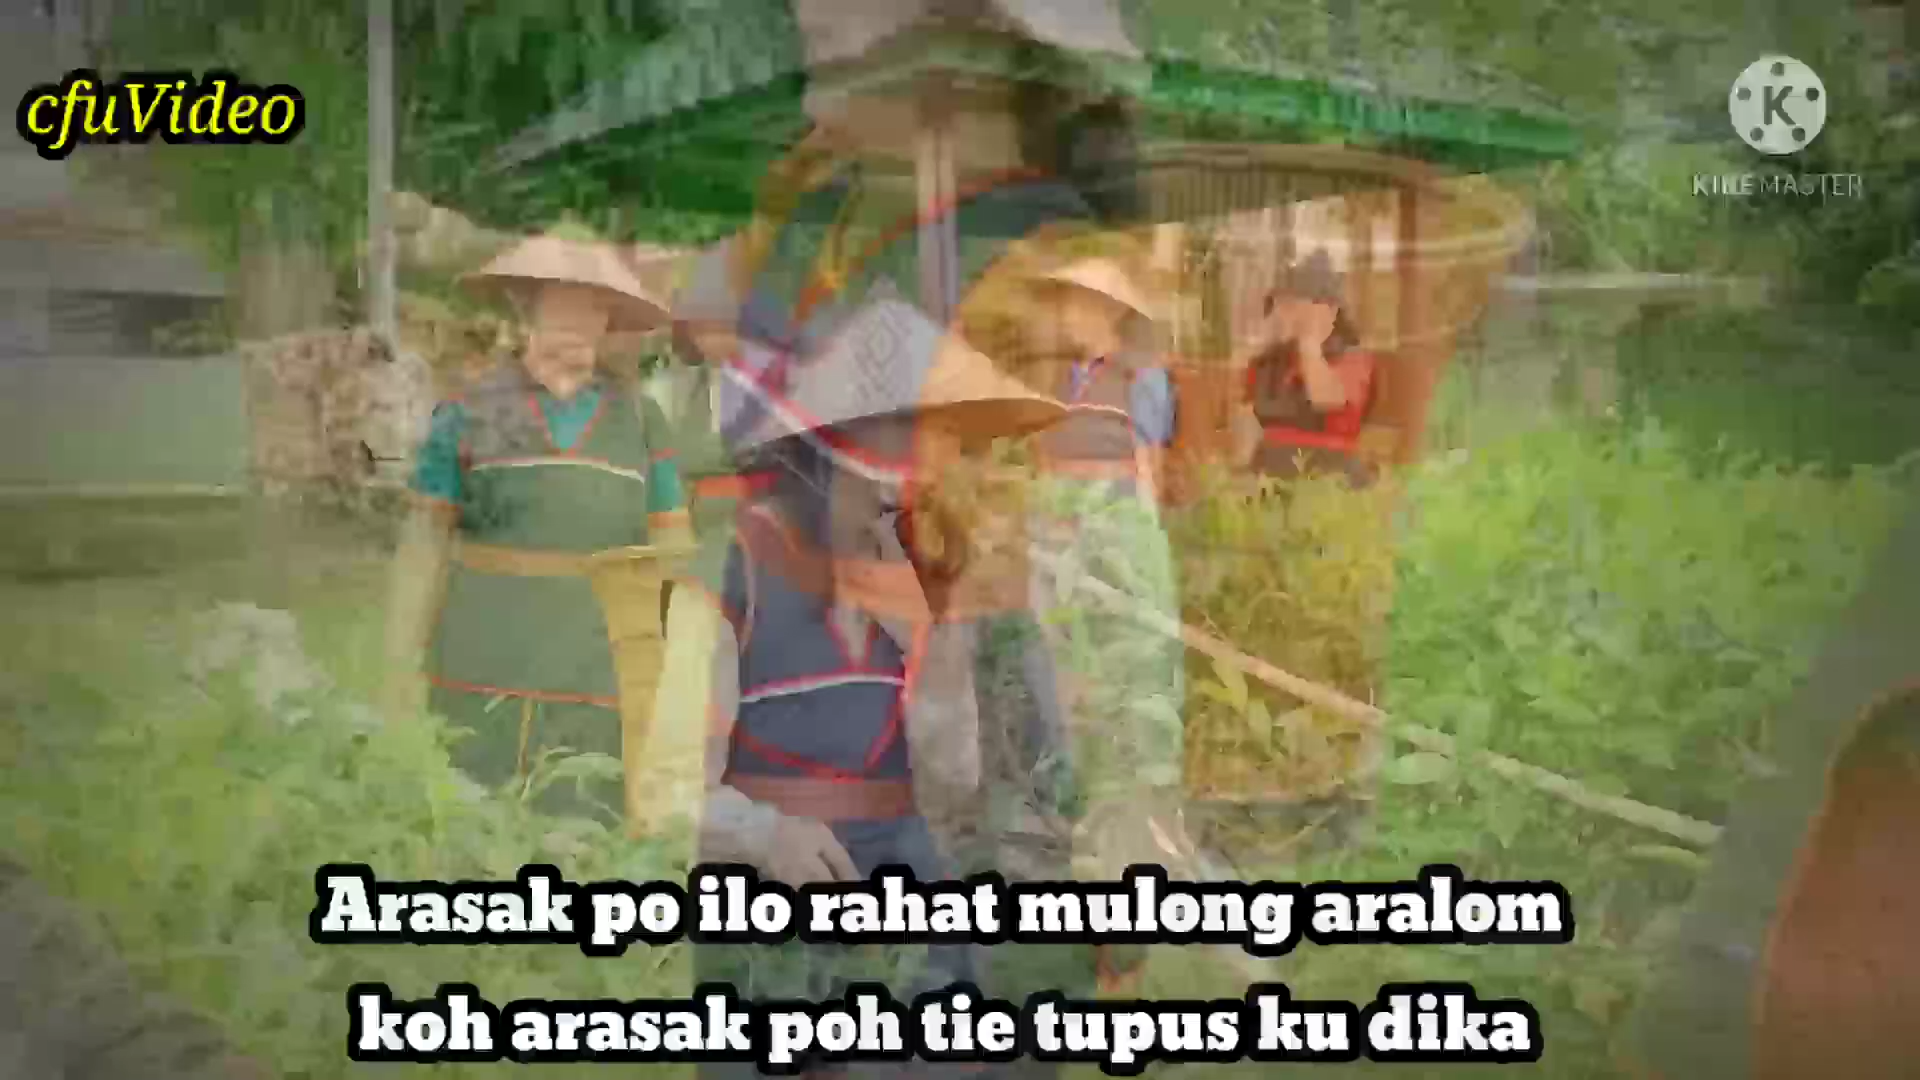 cfuVideo
K
KINEMASTER
Arasak po ilo rahat mulong aralom
koh arasak poh tie tupus ku dika